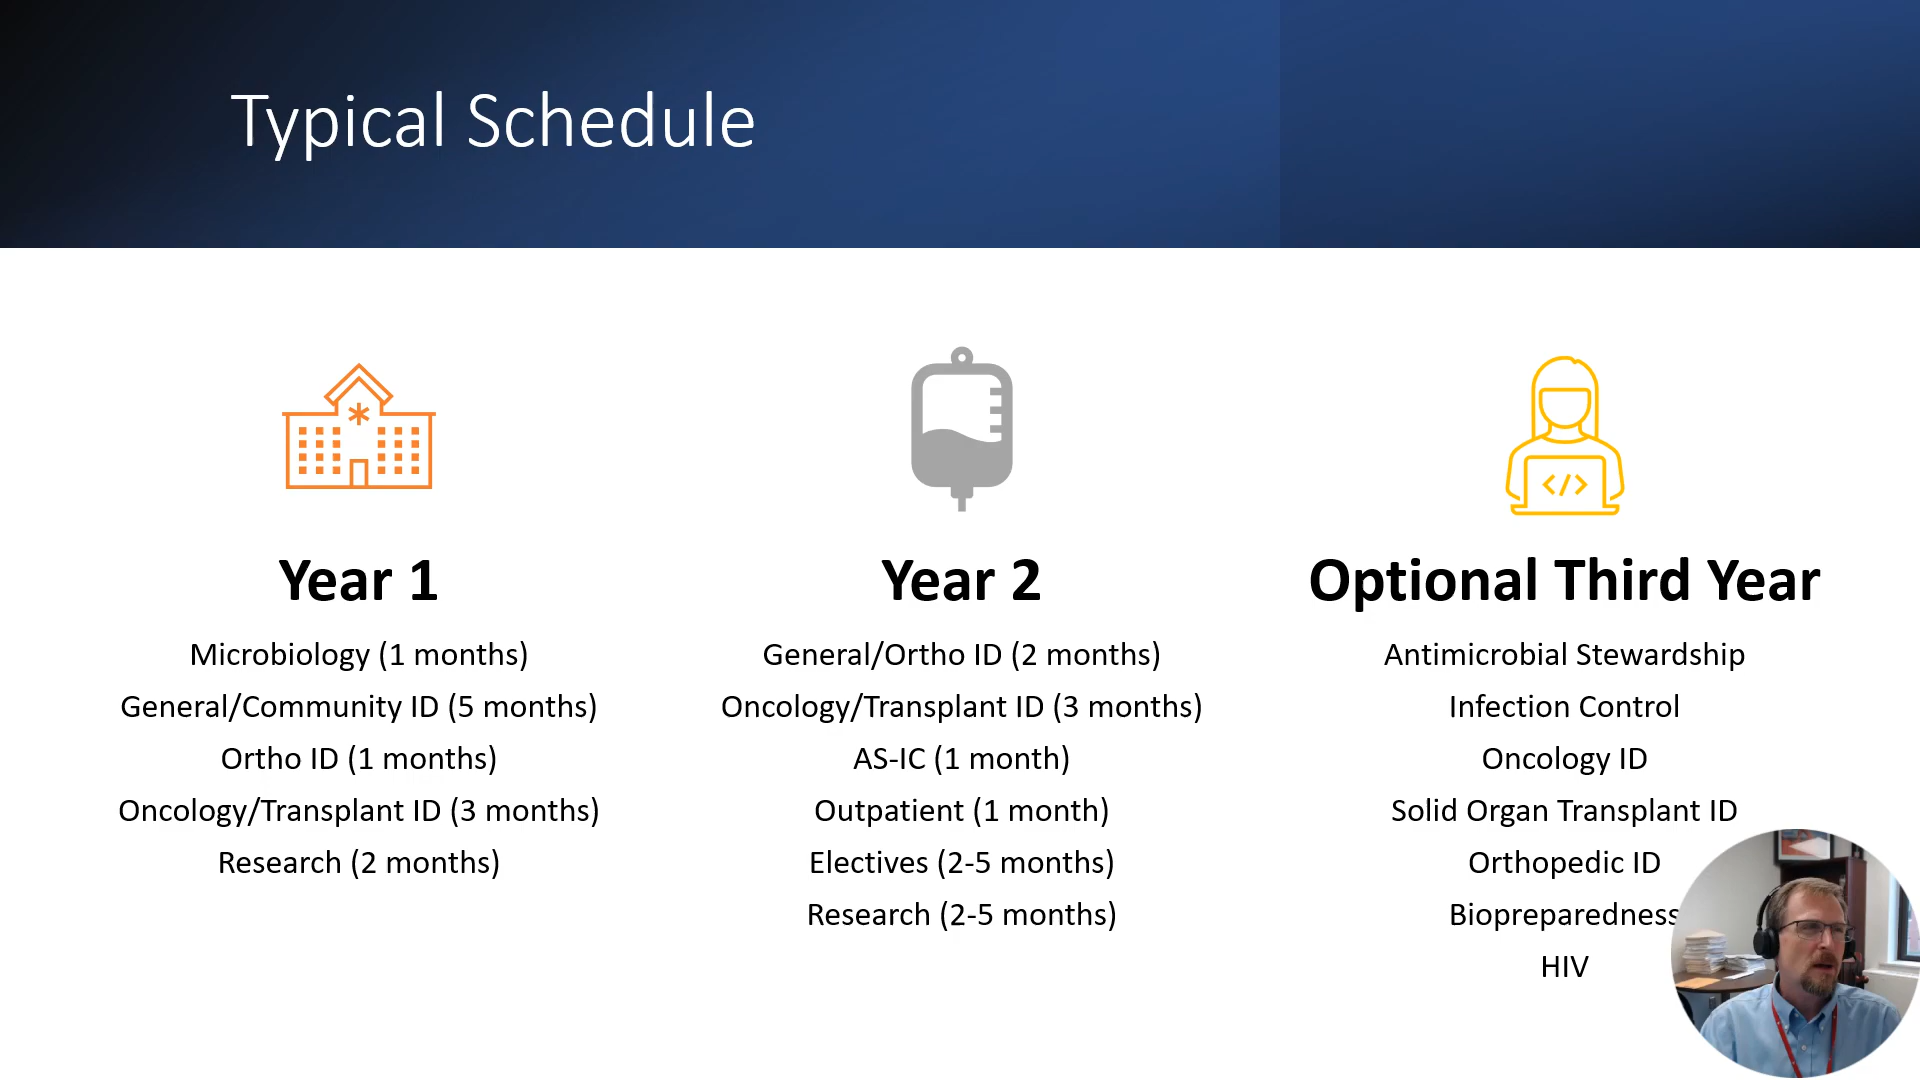 Typical Schedule
Year 1
Microbiology (1 months)
General/Community ID (5 months)
Ortho ID (1 months)
Oncology/Transplant ID (3 months)
Research (2 months)
Year 2
General/Ortho ID (2 months)
Oncology/Transplant ID (3 months)
AS-IC (1 month)
Outpatient (1 month)
Electives (2-5 months)
Research (2-5 months)
</>
Optional Third Year
Antimicrobial Stewardship
Infection Control
Oncology ID
Solid Organ Transplant ID
Orthopedic ID
Biopreparedness
HIV